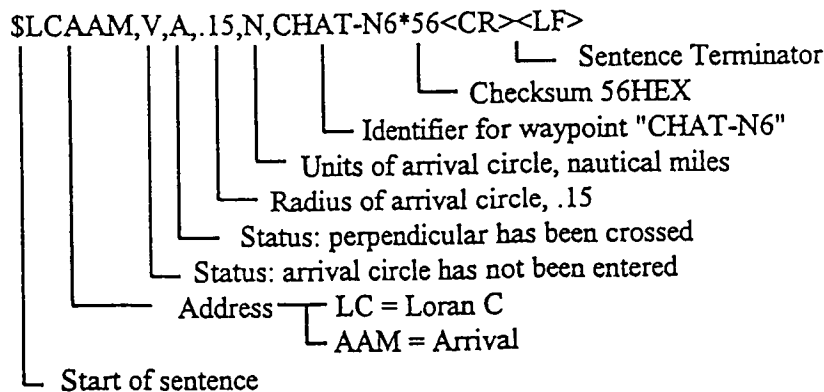 $LCAAM,V,A,.15,N,CHAT-N6*56<CR><LF>
Sentence Terminator
Checksum 56HEX
Identifier for waypoint "CHAT-N6"
Units of arrival circle, nautical miles
Radius of arrival circle, .15
Status: perpendicular has been crossed
Status: arrival circle has not been entered
Address LC = Loran C
AAM = Arrival
Start of sentence